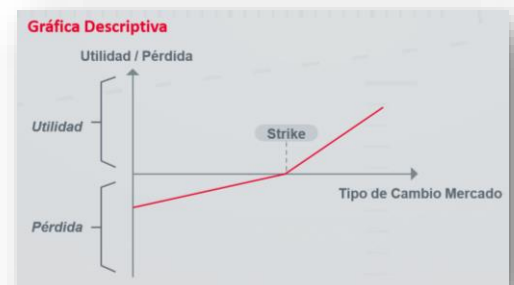 Gráfica Descriptiva
Utilidad / Pérdida
Utilidad
Strike
Tipo de Cambio Mercado
Pérdida